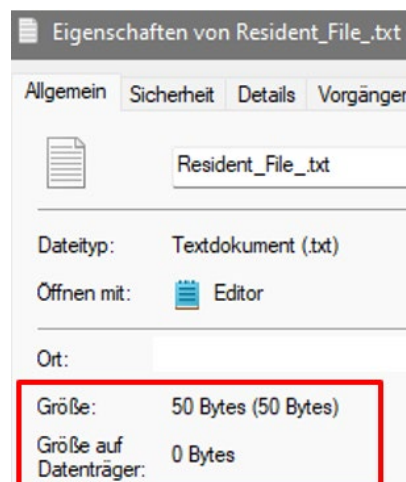 Eigenschaften von Resident_File_.txt
Allgemein Sicherheit Details Vorgänger
Resident_File_.txt
Dateityp: Textdokument (.txt)
Öffnen mit: Editor
Ort:
Größe: 50 Bytes (50 Bytes)
Größe auf
Datenträger: 0 Bytes